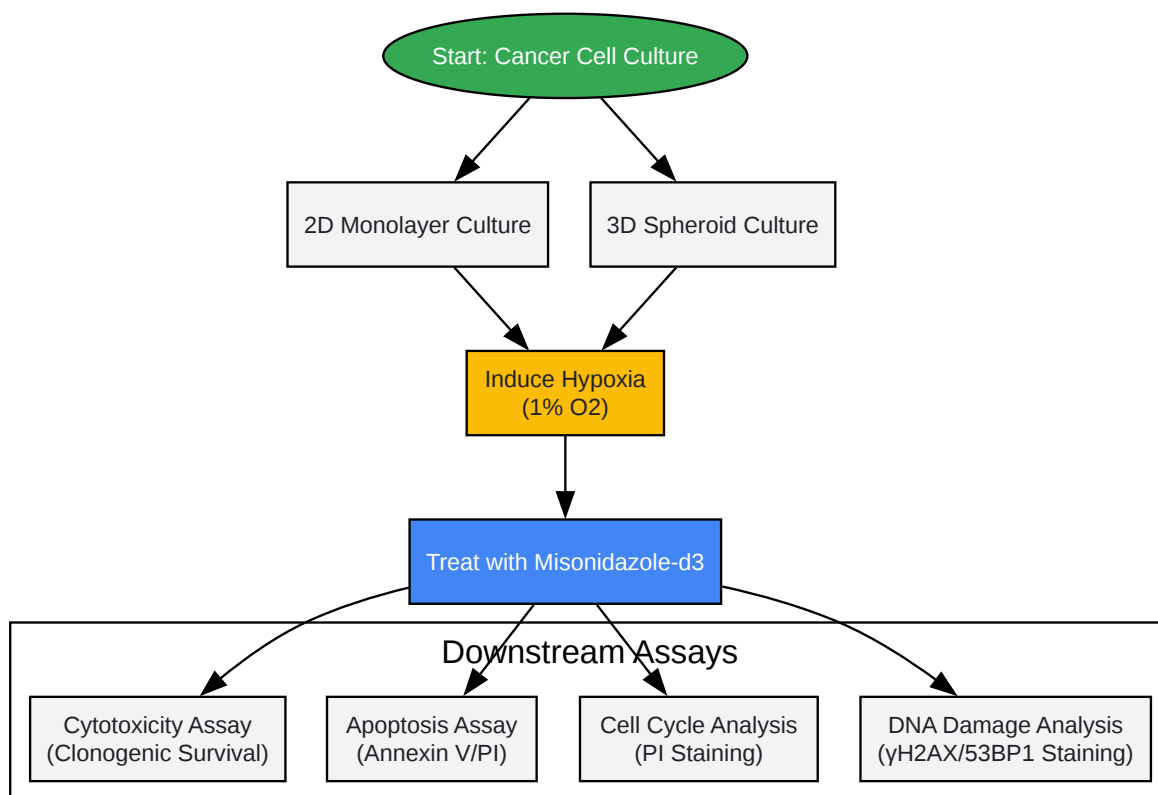 Start: Cancer Cell Culture
2D Monolayer Culture
3D Spheroid Culture
Induce Hypoxia
(1% O2)
Treat with Misonidazole-d3
Downstream Assays
Cytotoxicity Assay
(Clonogenic Survival)
Apoptosis Assay
(Annexin V/PI)
Cell Cycle Analysis
(PI Staining)
DNA Damage Analysis
(γH2AX/53BP1 Staining)